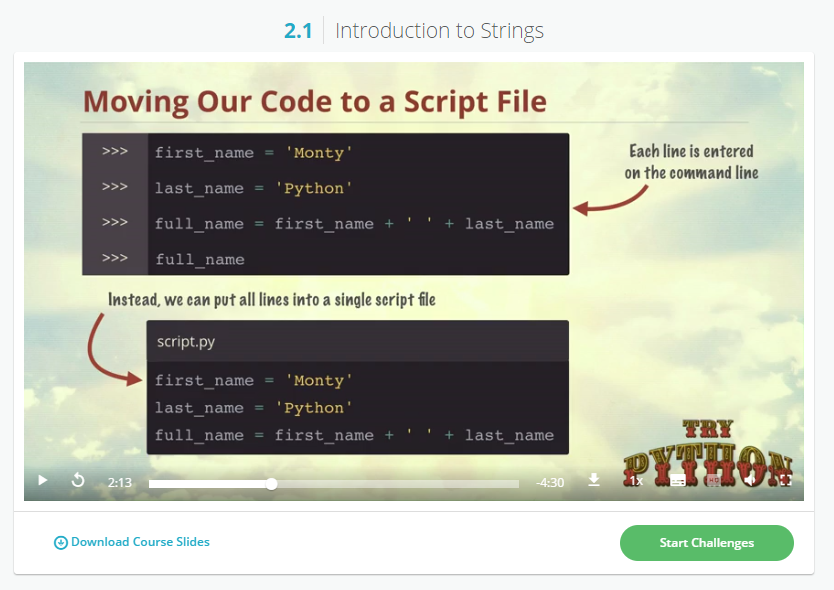 2.1 Introduction to Strings
Moving Our Code to a Script File
>>> first_name = 'Monty'
>>> last_name = 'Python'
>>> full_name = first_name + ' ' + last_name
>>> full_name
Each line is entered
on the command line
Instead, we can put all lines into a single script file
script.py
first_name = 'Monty'
last_name = 'Python'
full_name = first_name + ' ' + last_name
TRY
PYTHON
2:13
-4:30
1x
HD
Download Course Slides
Start Challenges